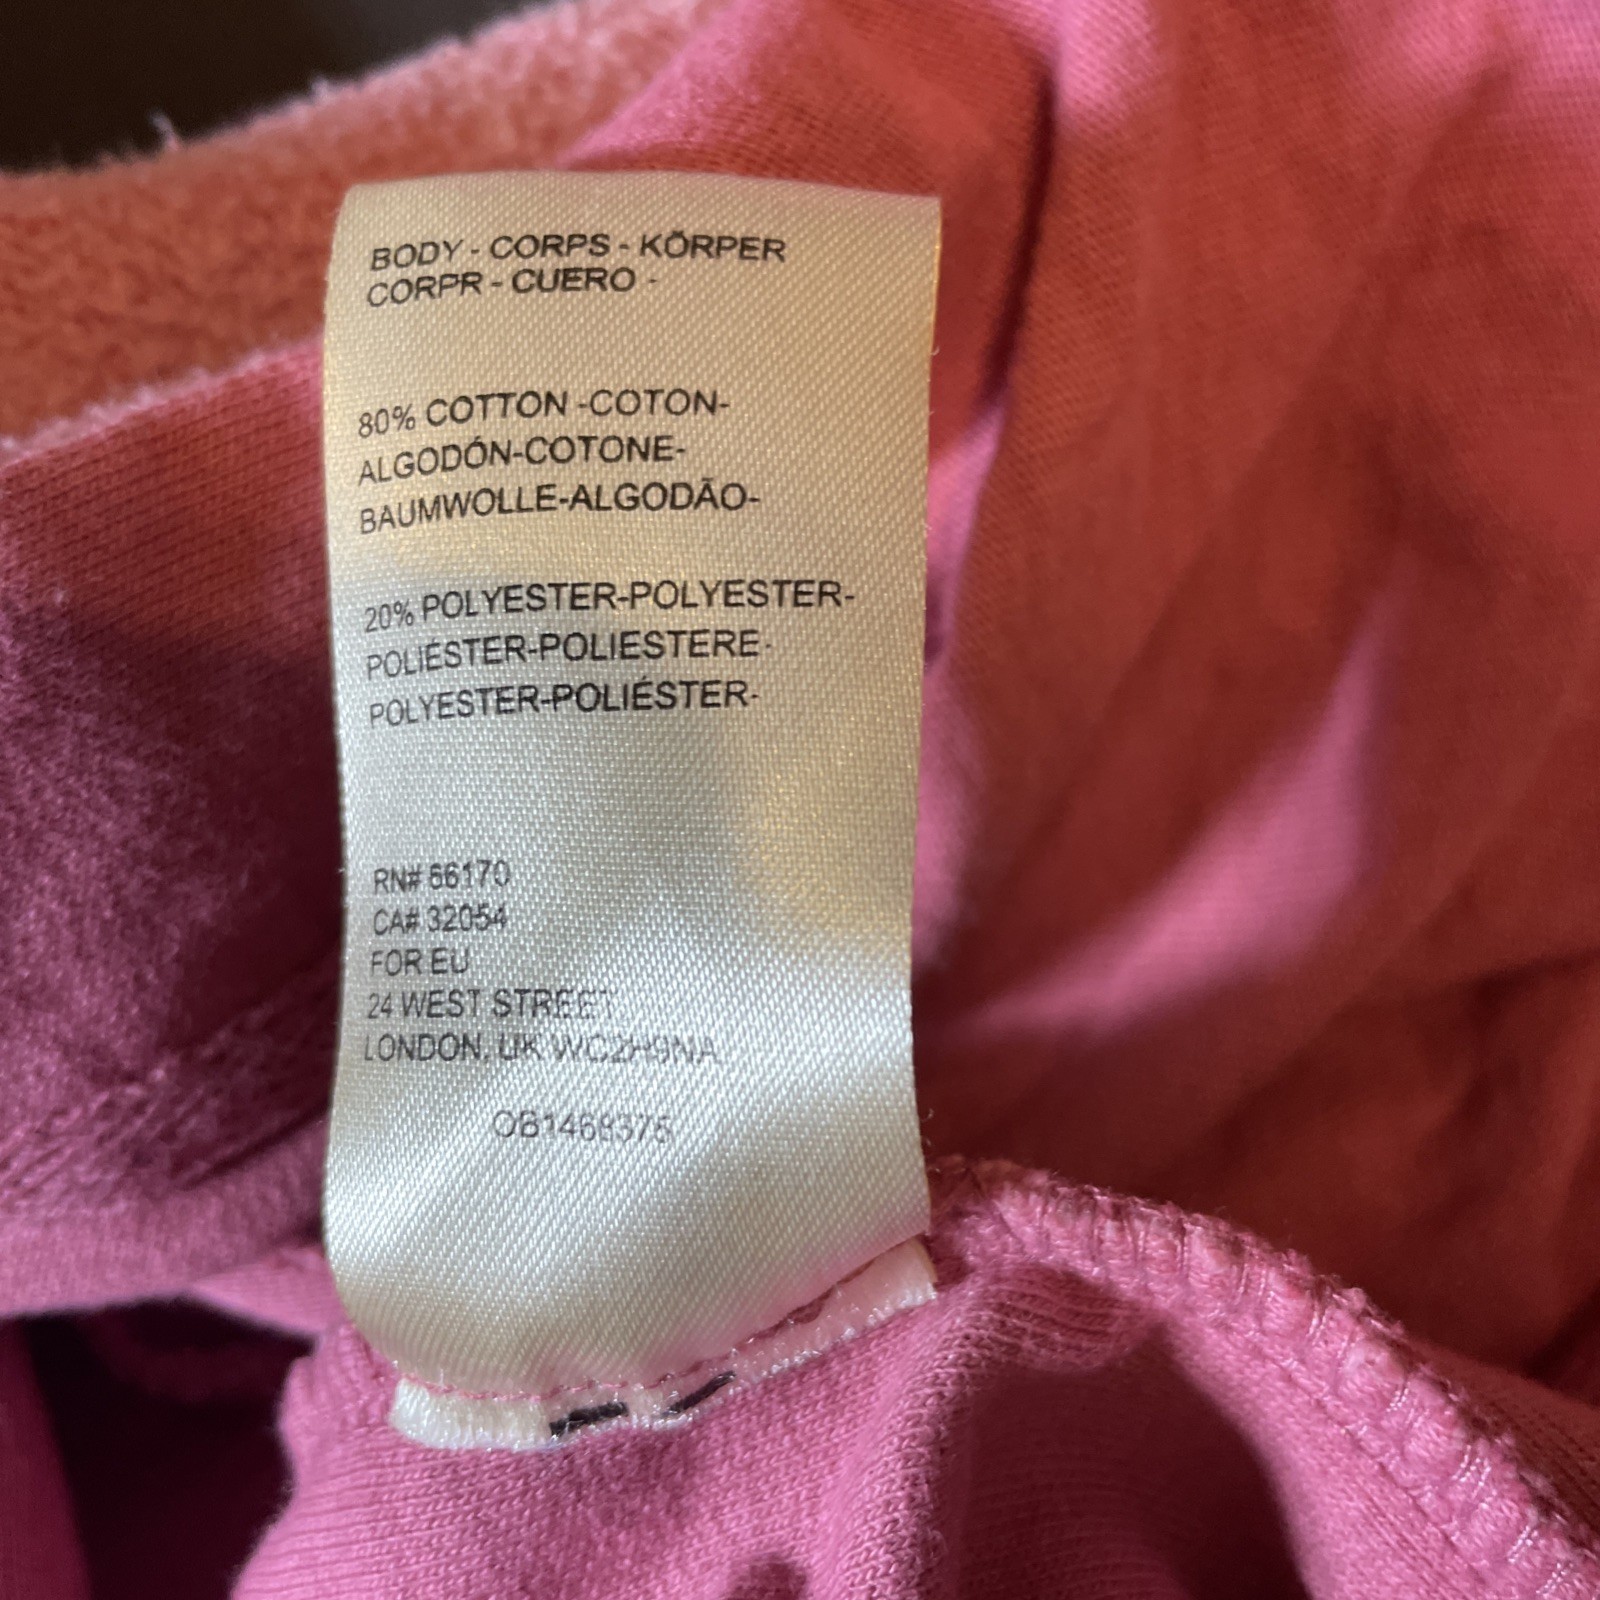 BODY - CORPS - KÖRPER
CORPR - CUERO -
80% COTTON -COTON-
ALGODÓN-COTONE-
BAUMWOLLE-ALGODÃO-
20% POLYESTER-POLYESTER-
POLIÉSTER-POLIESTERE-
POLYESTER-POLIÉSTER-
RN# 66170
CA# 32054
FOR EU
24 WEST STREET
LONDON, UK WC2H9NA
OB1468375